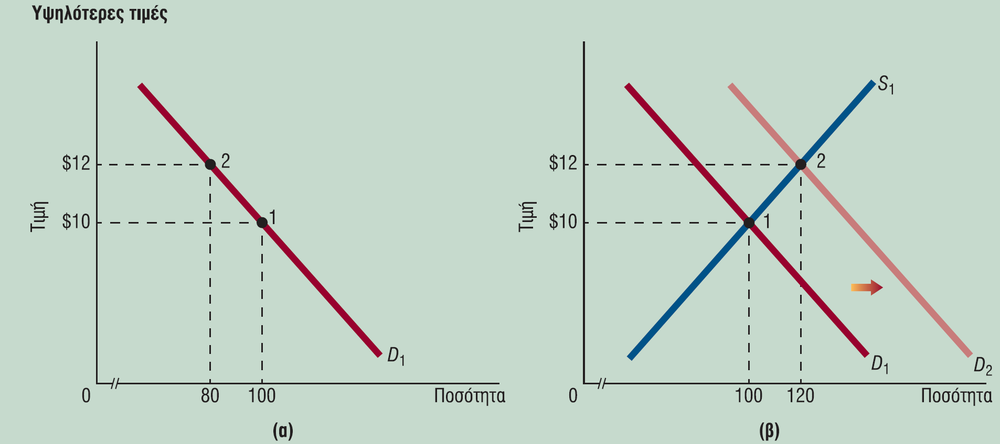 Υψηλότερες τιμές
Τιμή
$12
$10
2
1
D1
0
80
100
Ποσότητα
(α)
Τιμή
$12
$10
S1
2
1
D1
D2
0
100
120
Ποσότητα
(β)